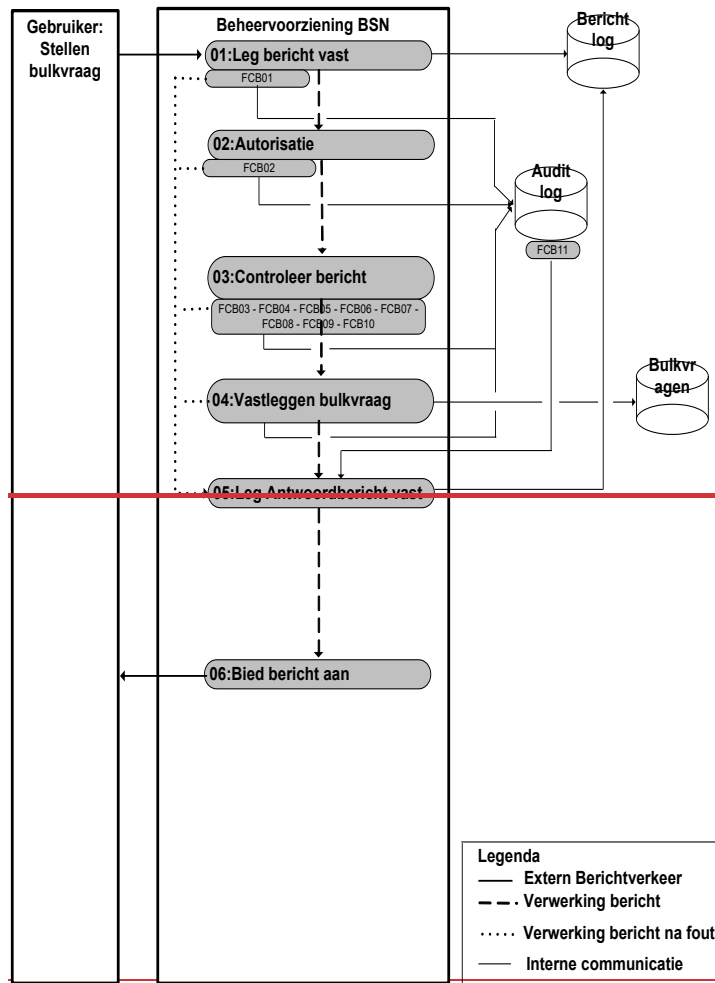 Gebruiker:
Stellen
bulkvraag
Beheervoorziening BSN
01:Leg bericht vast
FCB01
02:Autorisatie
FCB02
03:Controleer bericht
FCB03 - FCB04 - FCB05 - FCB06 - FCB07 -
FCB08 - FCB09 - FCB10
04:Vastleggen bulkvraag
05:Leg Antwoordbericht vast
06:Bied bericht aan
Bericht
log
Audit
log
FCB11
Bulkvr
agen
Legenda
Extern Berichtverkeer
Verwerking bericht
Verwerking bericht na fout
Interne communicatie